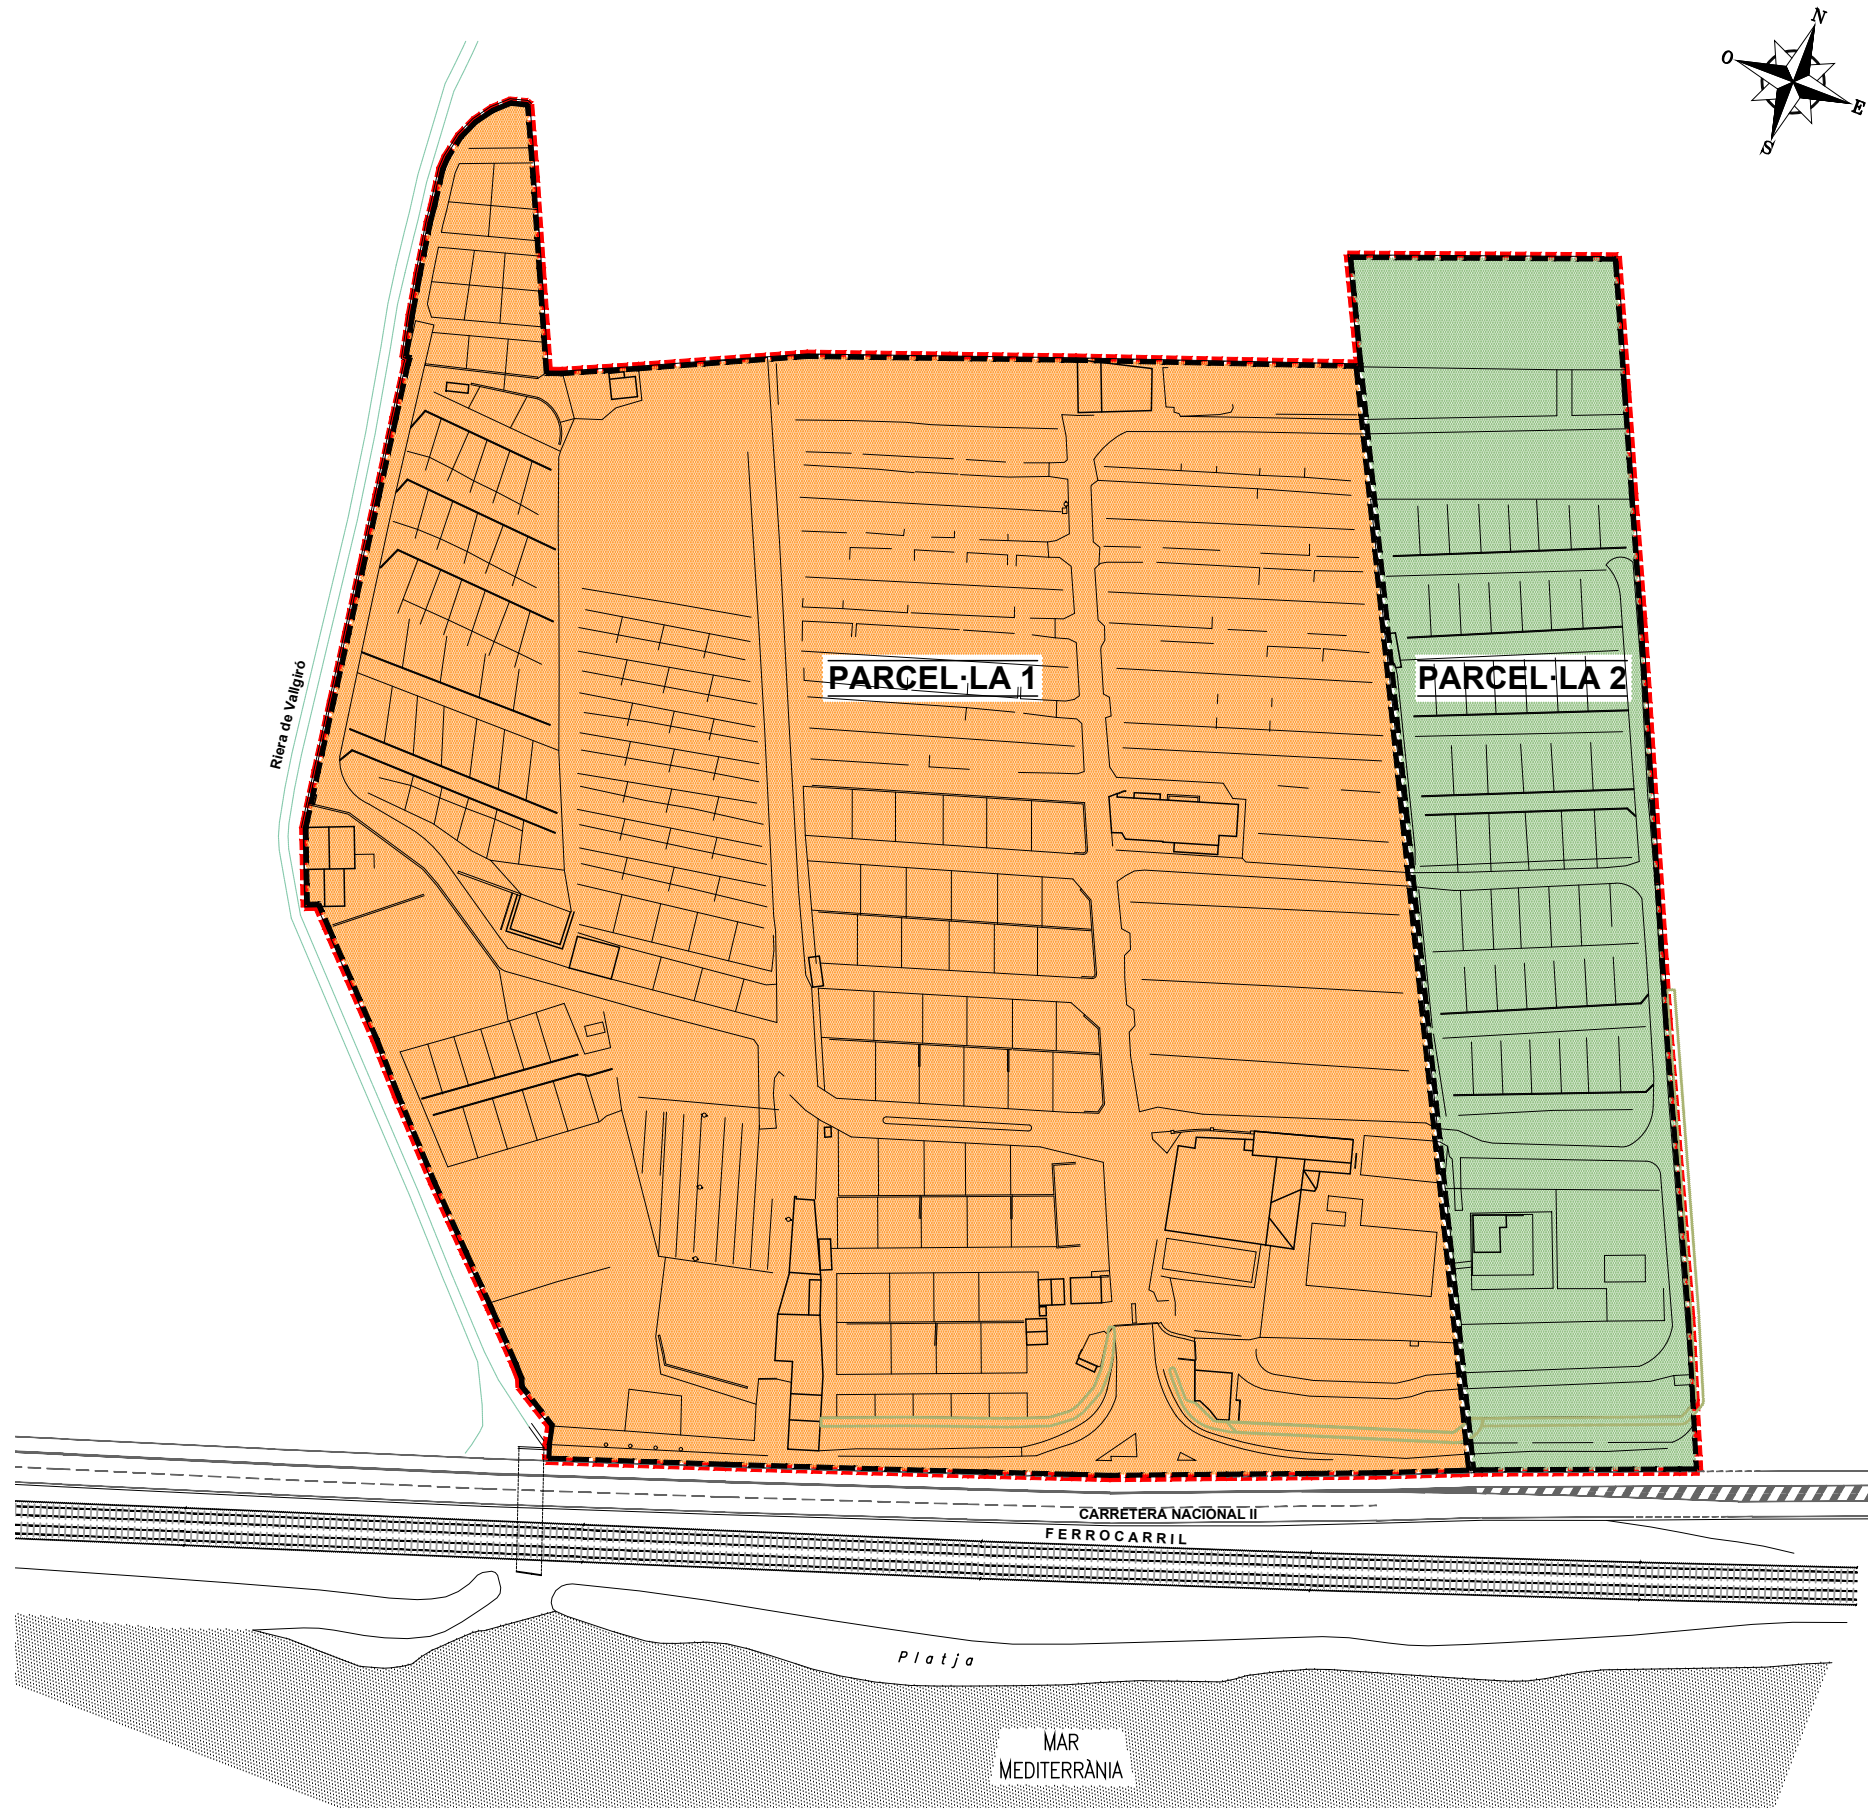 N
O
E
S
PARCEL·LA 1
PARCEL·LA 2
Riera de Vallgiró
CARRETERA NACIONAL II
FERROCARRIL
Platja
MAR
MEDITERRÀNIA